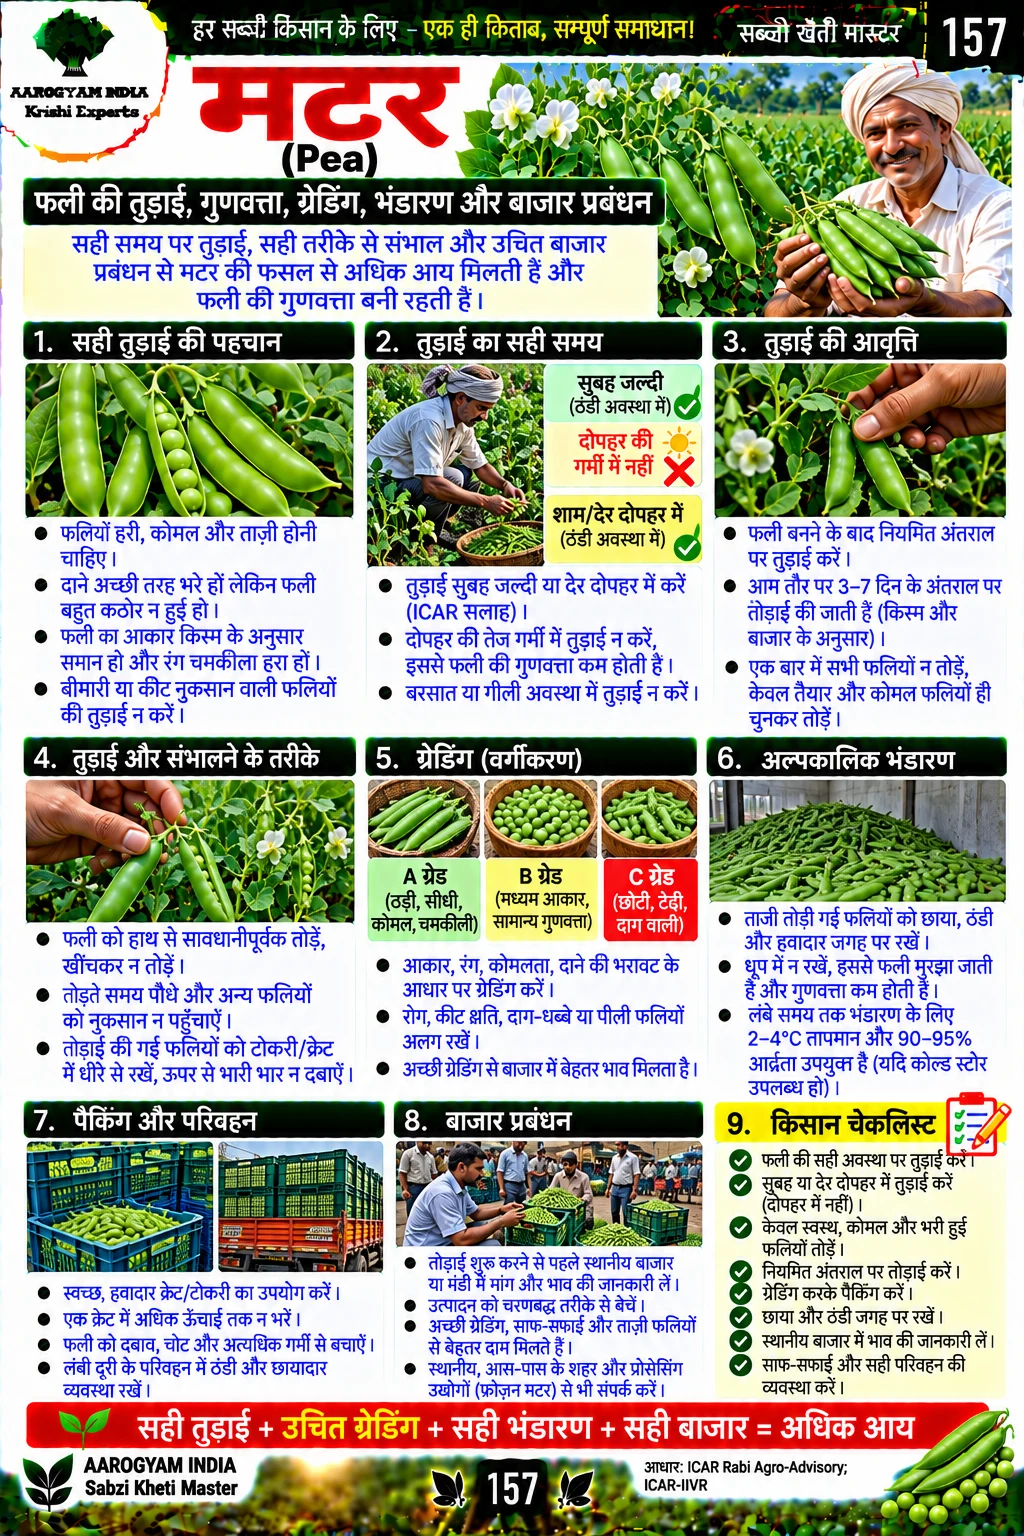 हर सब्जी किसान के लिए – एक ही किताब, सम्पूर्ण समाधान!
सब्जी खेती मास्टर
157
AAROGYAM INDIA
Krishi Experts
मटर
(Pea)
फली की तुड़ाई, गुणवत्ता, ग्रेडिंग, भंडारण और बाजार प्रबंधन
सही समय पर तुड़ाई, सही तरीके से संभाल और उचित बाजार
प्रबंधन से मटर की फसल से अधिक आय मिलती हैं और
फली की गुणवत्ता बनी रहती हैं।
1. सही तुड़ाई की पहचान
फलियाँ हरी, कोमल और ताज़ी होनी
चाहिए।
दाने अच्छी तरह भरे हों लेकिन फली
बहुत कठोर न हुई हो।
फली का आकार किस्म के अनुसार
समान हो और रंग चमकीला हरा हों।
बीमारी या कीट नुकसान वाली फलियों
की तुड़ाई न करें।
2. तुड़ाई का सही समय
सुबह जल्दी
(ठंडी अवस्था में)
दोपहर की
गर्मी में नहीं
शाम/देर दोपहर में
(ठंडी अवस्था में)
तुड़ाई सुबह जल्दी या देर दोपहर में करें
(ICAR सलाह)।
दोपहर की तेज गर्मी में तुड़ाई न करें,
इससे फली की गुणवत्ता कम होती हैं।
बरसात या गीली अवस्था में तुड़ाई न करें।
3. तुड़ाई की आवृत्ति
फली बनने के बाद नियमित अंतराल
पर तुड़ाई करें।
आम तौर पर 3–7 दिन के अंतराल पर
तोड़ाई की जाती हैं (किस्म और
बाजार के अनुसार)।
एक बार में सभी फलियों न तोड़ें,
केवल तैयार और कोमल फलियों ही
चुनकर तोड़ें।
4. तुड़ाई और संभालने के तरीके
फली को हाथ से सावधानीपूर्वक तोड़ें,
खींचकर न तोड़ें।
तोड़ते समय पौधे और अन्य फलियों
को नुकसान न पहुँचाऐं।
तोड़ाई की गई फलियों को टोकरी/क्रेट
में धीरे से रखें, ऊपर से भारी भार न दबाऐं।
5. ग्रेडिंग (वर्गीकरण)
A ग्रेड
(ठड़ी, सीधी,
कोमल, चमकीली)
B ग्रेड
(मध्यम आकार,
सामान्य गुणवत्ता)
C ग्रेड
(छोटी, टेढ़ी,
दाग वाली)
आकार, रंग, कोमलता, दाने की भरावट के
आधार पर ग्रेडिंग करें।
रोग, कीट क्षति, दाग-धब्बे या पीली फलियों
अलग रखें।
अच्छी ग्रेडिंग से बाजार में बेहतर भाव मिलता है।
6. अल्पकालिक भंडारण
ताजी तोड़ी गई फलियों को छाया, ठंडी
और हवादार जगह पर रखें।
धूप में न रखें, इससे फली मुरझा जाती
है और गुणवत्ता कम होती हैं।
लंबे समय तक भंडारण के लिए
2–4°C तापमान और 90–95%
आर्द्रता उपयुक्त है (यदि कोल्ड स्टोर
उपलब्ध हो)।
7. पैकिंग और परिवहन
स्वच्छ, हवादार क्रेट/टोकरी का उपयोग करें।
एक क्रेट में अधिक ऊँचाई तक न भरें।
फली को दबाव, चोट और अत्यधिक गर्मी से बचाऐं।
लंबी दूरी के परिवहन में ठंडी और छायादार
व्यवस्था रखें।
8. बाजार प्रबंधन
तोड़ाई शुरू करने से पहले स्थानीय बाजार
या मंडी में मांग और भाव की जानकारी लें।
उत्पादन को चरणबद्ध तरीके से बेचें।
अच्छी ग्रेडिंग, साफ-सफाई और ताज़ी फलियों
से बेहतर दाम मिलते हैं।
स्थानीय, आस-पास के शहर और प्रोसेसिंग
उद्योगों (फ्रोज़न मटर) से भी संपर्क करें।
9. किसान चेकलिस्ट
फली की सही अवस्था पर तुड़ाई करें।
सुबह या देर दोपहर में तुड़ाई करें
(दोपहर में नहीं)।
केवल स्वस्थ, कोमल और भरी हुई
फलियों तोड़ें।
नियमित अंतराल पर तोड़ाई करें।
ग्रेडिंग करके पैकिंग करें।
छाया और ठंडी जगह पर रखें।
स्थानीय बाजार में भाव की जानकारी लें।
साफ-सफाई और सही परिवहन की
व्यवस्था करें।
सही तुड़ाई + उचित ग्रेडिंग + सही भंडारण + सही बाजार = अधिक आय
AAROGYAM INDIA
Sabzi Kheti Master
157
आधार: ICAR Rabi Agro-Advisory;
ICAR-IIVR